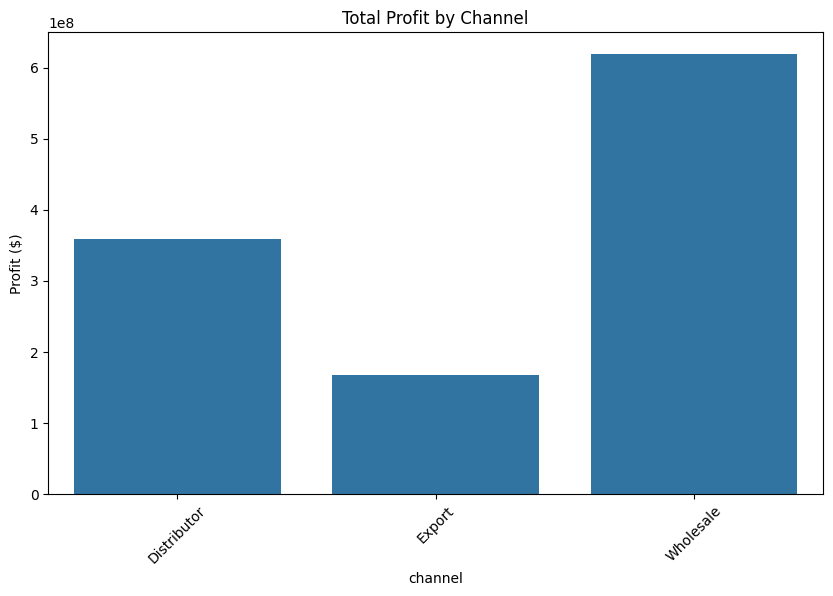 Total Profit by Channel
1e8
6
5
4
3
2
1
0
Profit ($)
Distributor
Export
Wholesale
channel